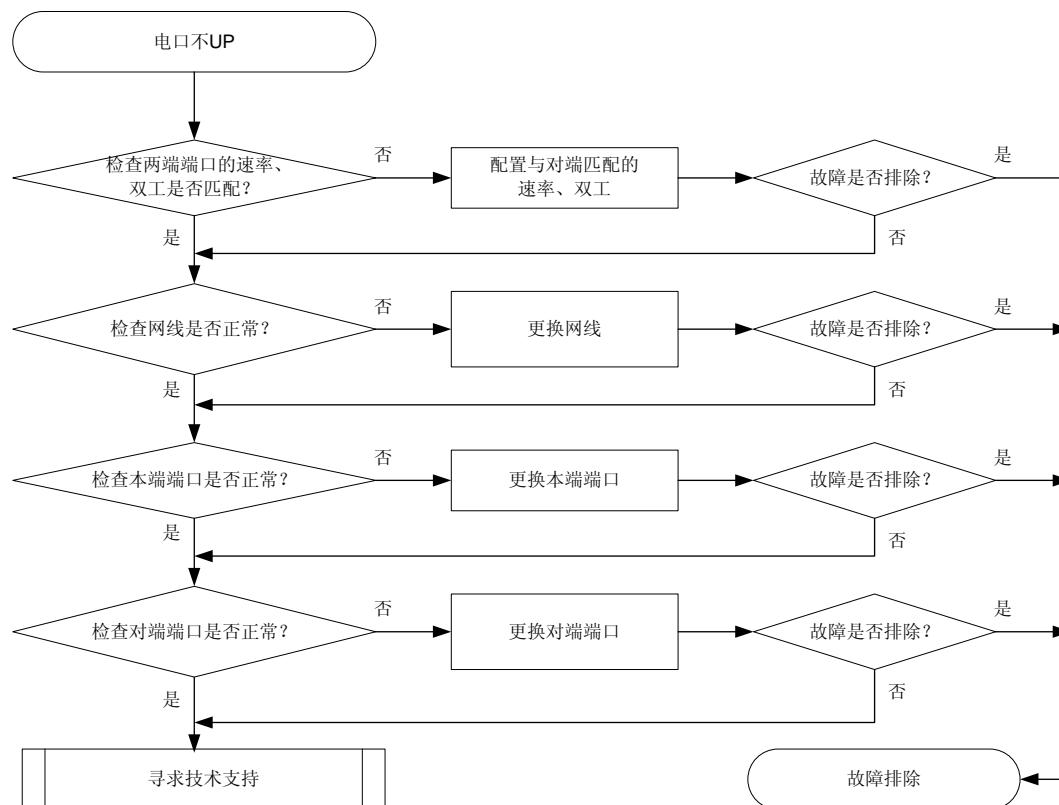 电口不UP
检查两端端口的速率、
双工是否匹配？
否
配置与对端匹配的
速率、双工
故障是否排除？
是
是
否
检查网线是否正常？
否
更换网线
故障是否排除？
是
是
否
检查本端端口是否正常？
否
更换本端端口
故障是否排除？
是
是
否
检查对端端口是否正常？
否
更换对端端口
故障是否排除？
是
是
否
寻求技术支持
故障排除